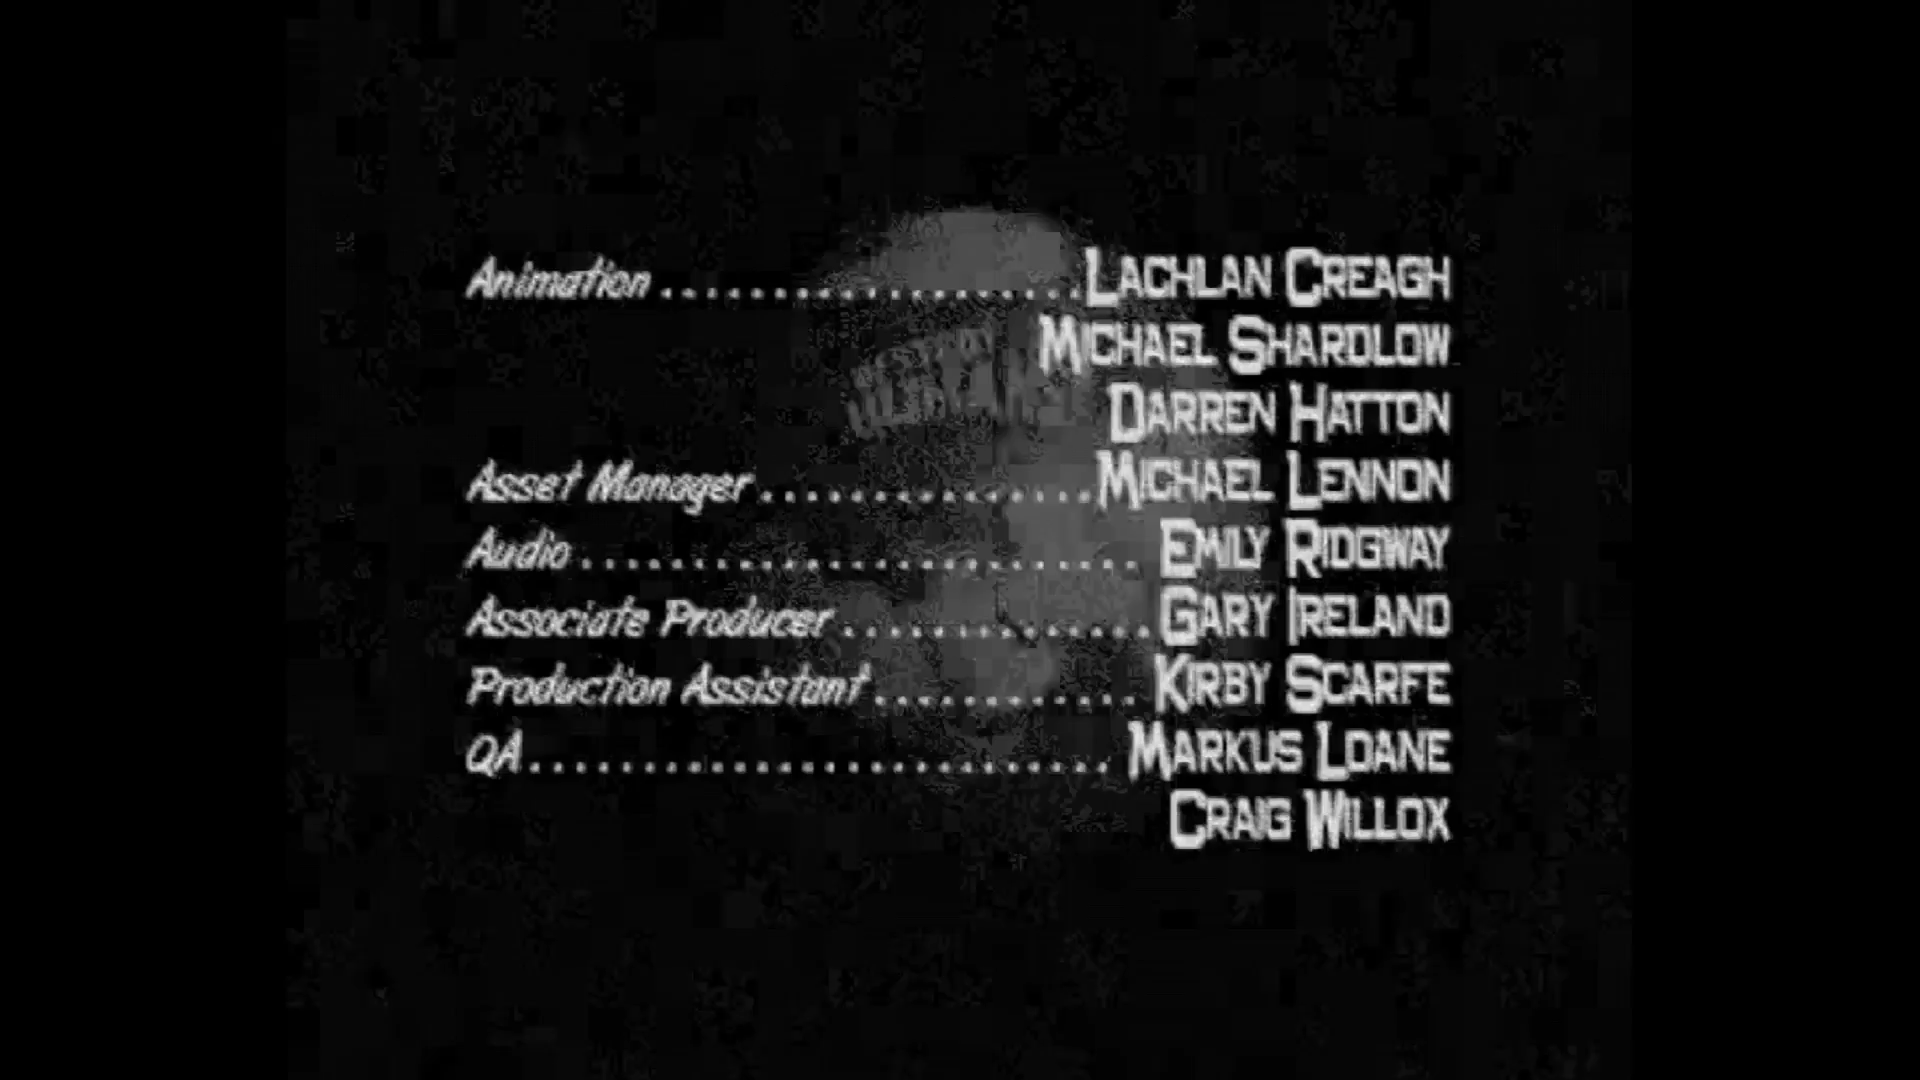 Animation ................... LACHLAN CREAGH
MICHAEL SHARDLOW
DARREN HATTON
Asset Manager ............... MICHAEL LENNON
Audio ......................... EMILY RIDGWAY
Associate Producer .............. GARY IRELAND
Production Assistant ............ KIRBY SCARFE
QA .......................... MARKUS LOANE
CRAIG WILLOX